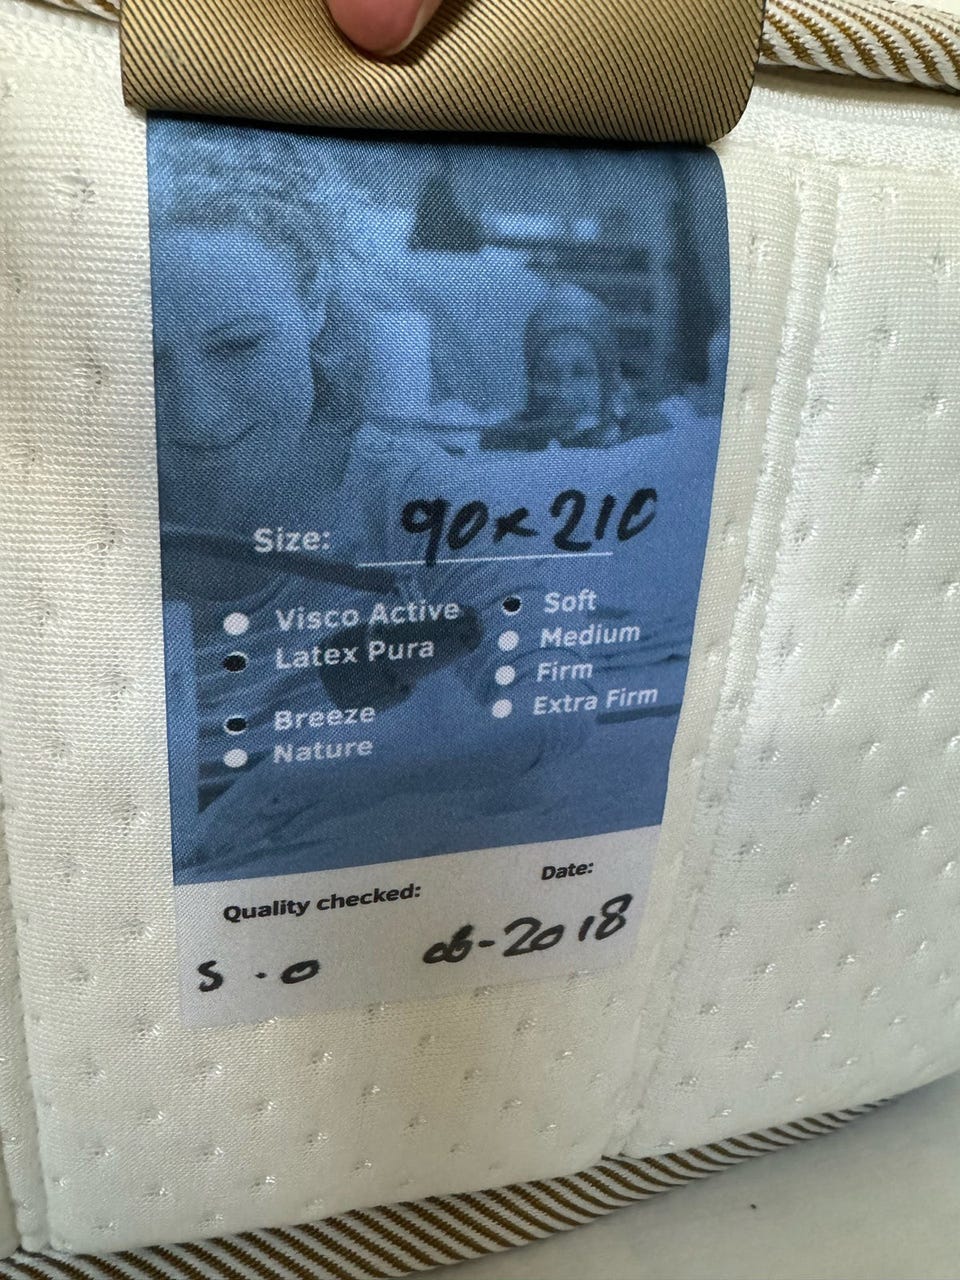 Size: 90x210
Visco Active
Latex Pura
Breeze
Nature
Soft
Medium
Firm
Extra Firm
Quality checked:
S.O
Date:
06-2018